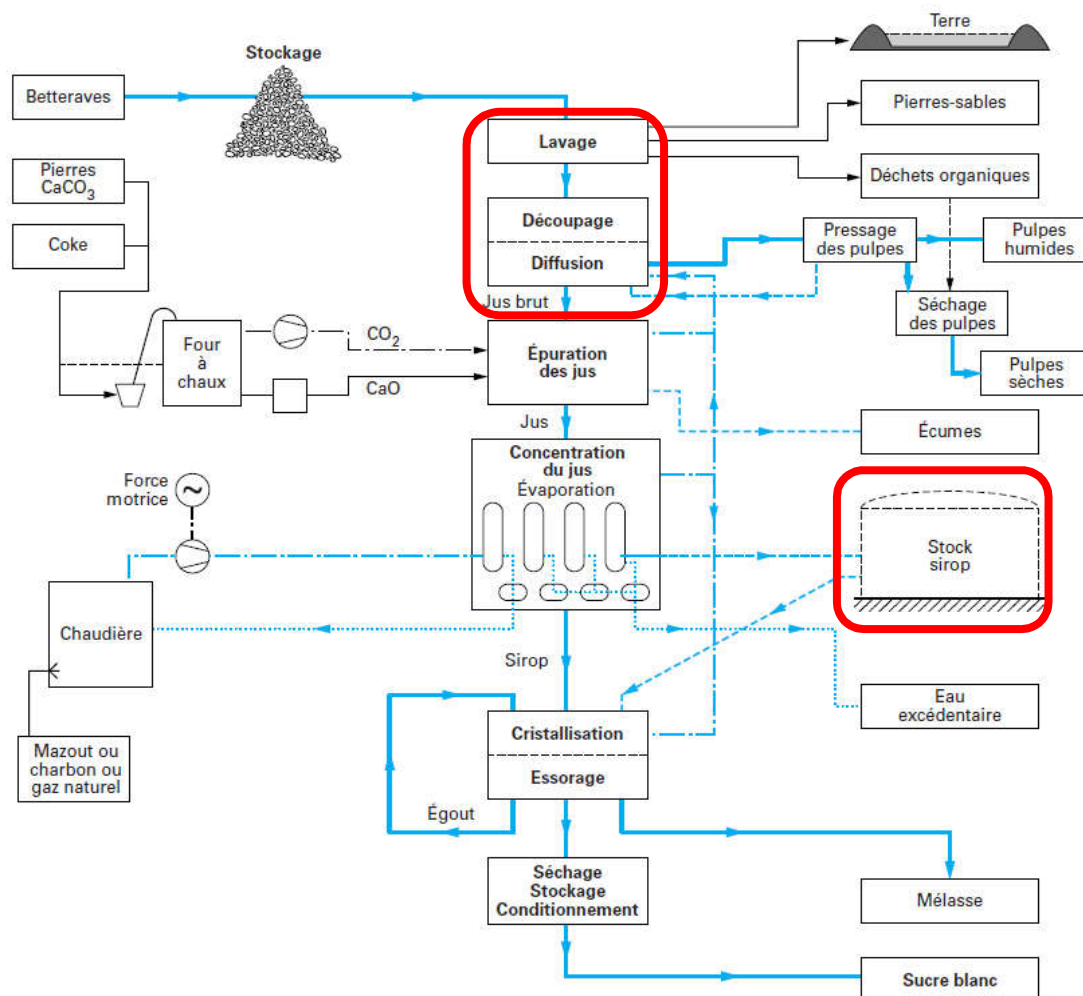 Terre
Stockage
Betteraves
Pierres-sables
Lavage
Pierres
CaCO3
Déchets organiques
Découpage
Coke
Pressage
des pulpes
Pulpes
humides
Diffusion
Jus brut
Séchage
des pulpes
CO2
Four
à
chaux
Épuration
des jus
Pulpes
sèches
CaO
Jus
Écumes
Concentration
du jus
Évaporation
Force
motrice
~
Stock
sirop
Chaudière
Sirop
Eau
excédentaire
Cristallisation
Mazout ou
charbon ou
gaz naturel
Essorage
Égout
Séchage
Stockage
Conditionnement
Mélasse
Sucre blanc